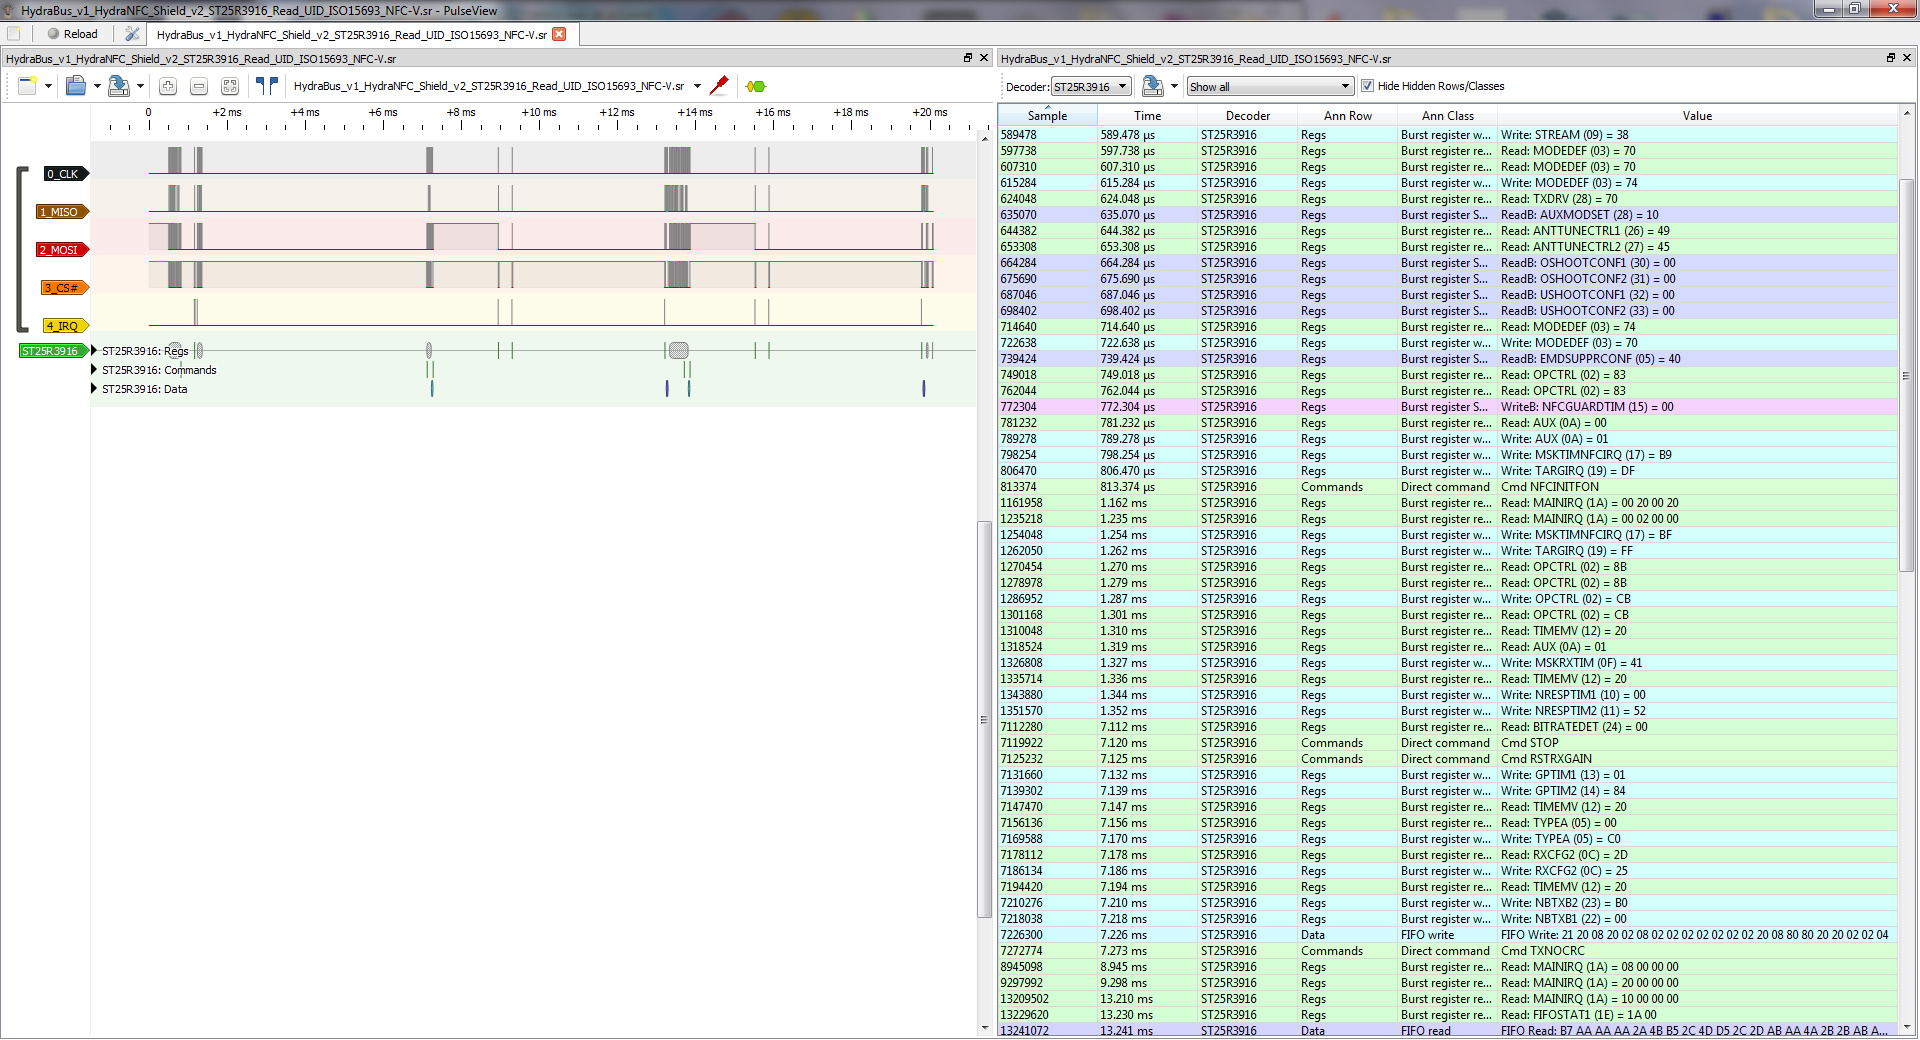 HydraBus_v1_HydraNFC_Shield_v2_ST25R3916_Read_UID_ISO15693_NFC-V.sr - PulseView
Reload
HydraBus_v1_HydraNFC_Shield_v2_ST25R3916_Read_UID_ISO15693_NFC-V.sr
HydraBus_v1_HydraNFC_Shield_v2_ST25R3916_Read_UID_ISO15693_NFC-V.sr
HydraBus_v1_HydraNFC_Shield_v2_ST25R3916_Read_UID_ISO15693_NFC-V.sr
0 +2 ms +4 ms +6 ms +8 ms +10 ms +12 ms +14 ms +16 ms +18 ms +20 ms
0_CLK
1_MISO
2_MOSI
3_CS#
4_IRQ
ST25R3916 ST25R3916: Regs
ST25R3916: Commands
ST25R3916: Data
HydraBus_v1_HydraNFC_Shield_v2_ST25R3916_Read_UID_ISO15693_NFC-V.sr
Decoder: ST25R3916 Show all Hide Hidden Rows/Classes
Sample Time Decoder Ann Row Ann Class Value
589478 589.478 µs ST25R3916 Regs Burst register w... Write: STREAM (09) = 38
597738 597.738 µs ST25R3916 Regs Burst register re... Read: MODEDEF (03) = 70
607310 607.310 µs ST25R3916 Regs Burst register re... Read: MODEDEF (03) = 70
615284 615.284 µs ST25R3916 Regs Burst register w... Write: MODEDEF (03) = 74
624048 624.048 µs ST25R3916 Regs Burst register re... Read: TXDRV (28) = 70
635070 635.070 µs ST25R3916 Regs Burst register S... ReadB: AUXMODSET (28) = 10
644382 644.382 µs ST25R3916 Regs Burst register re... Read: ANTTUNECTRL1 (26) = 49
653308 653.308 µs ST25R3916 Regs Burst register re... Read: ANTTUNECTRL2 (27) = 45
664284 664.284 µs ST25R3916 Regs Burst register S... ReadB: OSHOOTCONF1 (30) = 00
675690 675.690 µs ST25R3916 Regs Burst register S... ReadB: OSHOOTCONF2 (31) = 00
687046 687.046 µs ST25R3916 Regs Burst register S... ReadB: USHOOTCONF1 (32) = 00
698402 698.402 µs ST25R3916 Regs Burst register S... ReadB: USHOOTCONF2 (33) = 00
714640 714.640 µs ST25R3916 Regs Burst register re... Read: MODEDEF (03) = 74
722638 722.638 µs ST25R3916 Regs Burst register w... Write: MODEDEF (03) = 70
739424 739.424 µs ST25R3916 Regs Burst register S... ReadB: EMDSUPPRCONF (05) = 40
749018 749.018 µs ST25R3916 Regs Burst register re... Read: OPCTRL (02) = 83
762044 762.044 µs ST25R3916 Regs Burst register re... Read: OPCTRL (02) = 83
772304 772.304 µs ST25R3916 Regs Burst register S... WriteB: NFCGUARDTIM (15) = 00
781232 781.232 µs ST25R3916 Regs Burst register re... Read: AUX (0A) = 00
789278 789.278 µs ST25R3916 Regs Burst register w... Write: AUX (0A) = 01
798254 798.254 µs ST25R3916 Regs Burst register w... Write: MSKTIMNFCIRQ (17) = B9
806470 806.470 µs ST25R3916 Regs Burst register w... Write: TARGIRQ (19) = DF
813374 813.374 µs ST25R3916 Commands Direct command Cmd NFCINITFON
1161958 1.162 ms ST25R3916 Regs Burst register re... Read: MAINIRQ (1A) = 00 20 00 20
1235218 1.235 ms ST25R3916 Regs Burst register re... Read: MAINIRQ (1A) = 00 02 00 00
1254048 1.254 ms ST25R3916 Regs Burst register w... Write: MSKTIMNFCIRQ (17) = BF
1262050 1.262 ms ST25R3916 Regs Burst register w... Write: TARGIRQ (19) = FF
1270454 1.270 ms ST25R3916 Regs Burst register re... Read: OPCTRL (02) = 8B
1278978 1.279 ms ST25R3916 Regs Burst register re... Read: OPCTRL (02) = 8B
1286952 1.287 ms ST25R3916 Regs Burst register w... Write: OPCTRL (02) = CB
1301168 1.301 ms ST25R3916 Regs Burst register re... Read: OPCTRL (02) = CB
1310048 1.310 ms ST25R3916 Regs Burst register re... Read: TIMEMV (12) = 20
1318524 1.319 ms ST25R3916 Regs Burst register re... Read: AUX (0A) = 01
1326808 1.327 ms ST25R3916 Regs Burst register w... Write: MSKRXTIM (0F) = 41
1335714 1.336 ms ST25R3916 Regs Burst register re... Read: TIMEMV (12) = 20
1343880 1.344 ms ST25R3916 Regs Burst register w... Write: NRESPTIM1 (10) = 00
1351570 1.352 ms ST25R3916 Regs Burst register w... Write: NRESPTIM2 (11) = 52
7112280 7.112 ms ST25R3916 Regs Burst register re... Read: BITRATEDET (24) = 00
7119922 7.120 ms ST25R3916 Commands Direct command Cmd STOP
7125232 7.125 ms ST25R3916 Commands Direct command Cmd RSTRXGAIN
7131660 7.132 ms ST25R3916 Regs Burst register w... Write: GPTIM1 (13) = 01
7139302 7.139 ms ST25R3916 Regs Burst register w... Write: GPTIM2 (14) = 84
7147470 7.147 ms ST25R3916 Regs Burst register re... Read: TIMEMV (12) = 20
7156136 7.156 ms ST25R3916 Regs Burst register re... Read: TYPEA (05) = 00
7169588 7.170 ms ST25R3916 Regs Burst register w... Write: TYPEA (05) = C0
7178112 7.178 ms ST25R3916 Regs Burst register re... Read: RXCFG2 (0C) = 2D
7186134 7.186 ms ST25R3916 Regs Burst register w... Write: RXCFG2 (0C) = 25
7194420 7.194 ms ST25R3916 Regs Burst register re... Read: TIMEMV (12) = 20
7210276 7.210 ms ST25R3916 Regs Burst register w... Write: NBTXB2 (23) = B0
7218038 7.218 ms ST25R3916 Regs Burst register w... Write: NBTXB1 (22) = 00
7226300 7.226 ms ST25R3916 Data FIFO write FIFO Write: 21 20 08 20 02 08 02 02 02 02 02 02 02 20 08 80 80 20 20 02 02 04
7272774 7.273 ms ST25R3916 Commands Direct command Cmd TXNOCRC
8945098 8.945 ms ST25R3916 Regs Burst register re... Read: MAINIRQ (1A) = 08 00 00 00
9297992 9.298 ms ST25R3916 Regs Burst register re... Read: MAINIRQ (1A) = 20 00 00 00
13209502 13.210 ms ST25R3916 Regs Burst register re... Read: MAINIRQ (1A) = 10 00 00 00
13229620 13.230 ms ST25R3916 Regs Burst register re... Read: FIFOSTAT1 (1E) = 1A 00
13241072 13.241 ms ST25R3916 Data FIFO read FIFO Read: B7 AA AA AA 2A 4B B5 2C 4D D5 2C 2D AB AA 4A 2B 2B AB A...